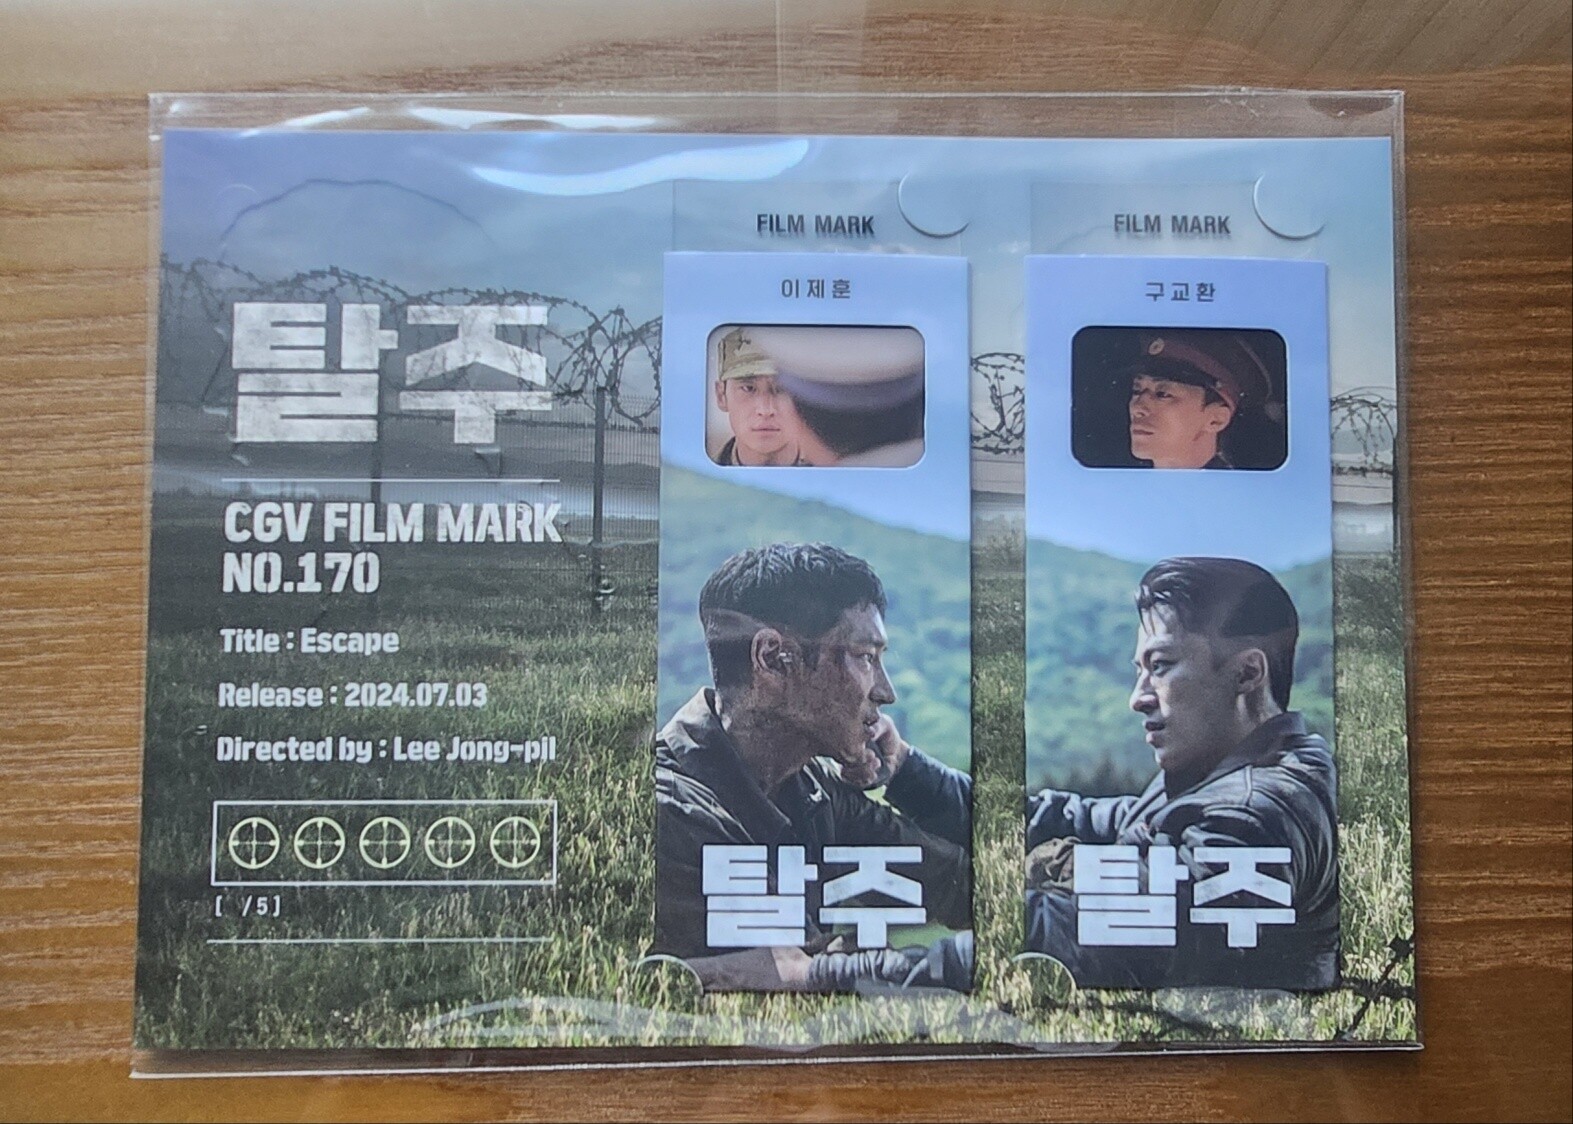 탈주
CGV FILM MARK
NO.170
Title : Escape
Release : 2024.07.03
Directed by : Lee Jong-pil
[ /5]
FILM MARK
이제훈
탈주
FILM MARK
구교환
탈주